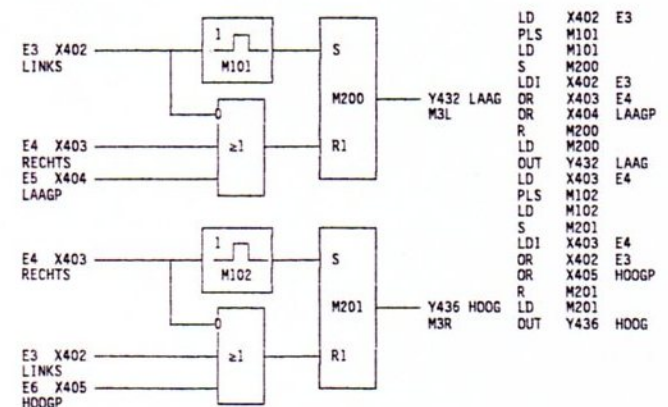 E3 X402
LINKS
1
M101
S
M200
Y432 LAAG
M3L
E4 X403
RECHTS
E5 X404
LAAGP
≥1
R1
E4 X403
RECHTS
1
M102
S
M201
Y436 HOOG
M3R
E3 X402
LINKS
E6 X405
HOOGP
≥1
R1
LD X402 E3
PLS M101
LD M101
S M200
LDI X402 E3
OR X403 E4
OR X404 LAAGP
R M200
LD M200
OUT Y432 LAAG
LD X403 E4
PLS M102
LD M102
S M201
LDI X403 E4
OR X402 E3
OR X405 HOOGP
R M201
LD M201
OUT Y436 HOOG